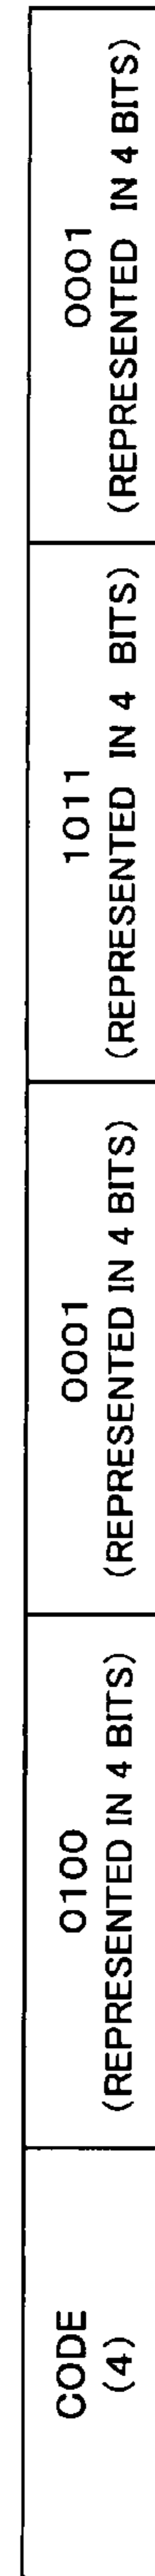 CODE
(4)
0100
(REPRESENTED IN 4 BITS)
0001
(REPRESENTED IN 4 BITS)
1011
(REPRESENTED IN 4 BITS)
0001
(REPRESENTED IN 4 BITS)